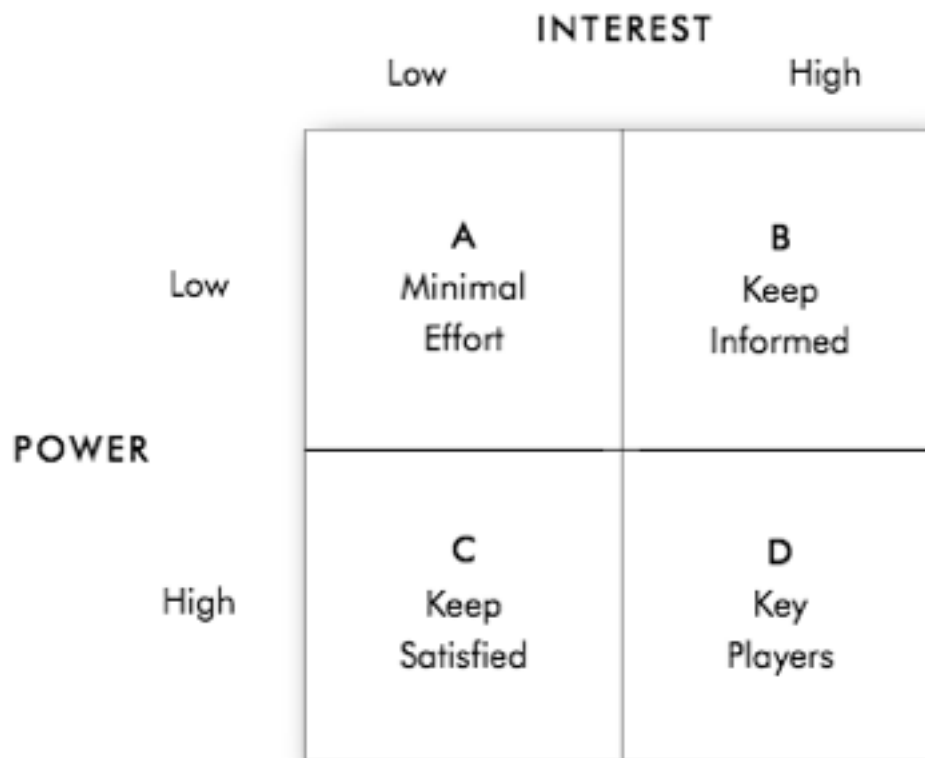 INTEREST
Low High
A B
Low Minimal Keep
Effort Informed
POWER
C D
High Keep Key
Satisfied Players